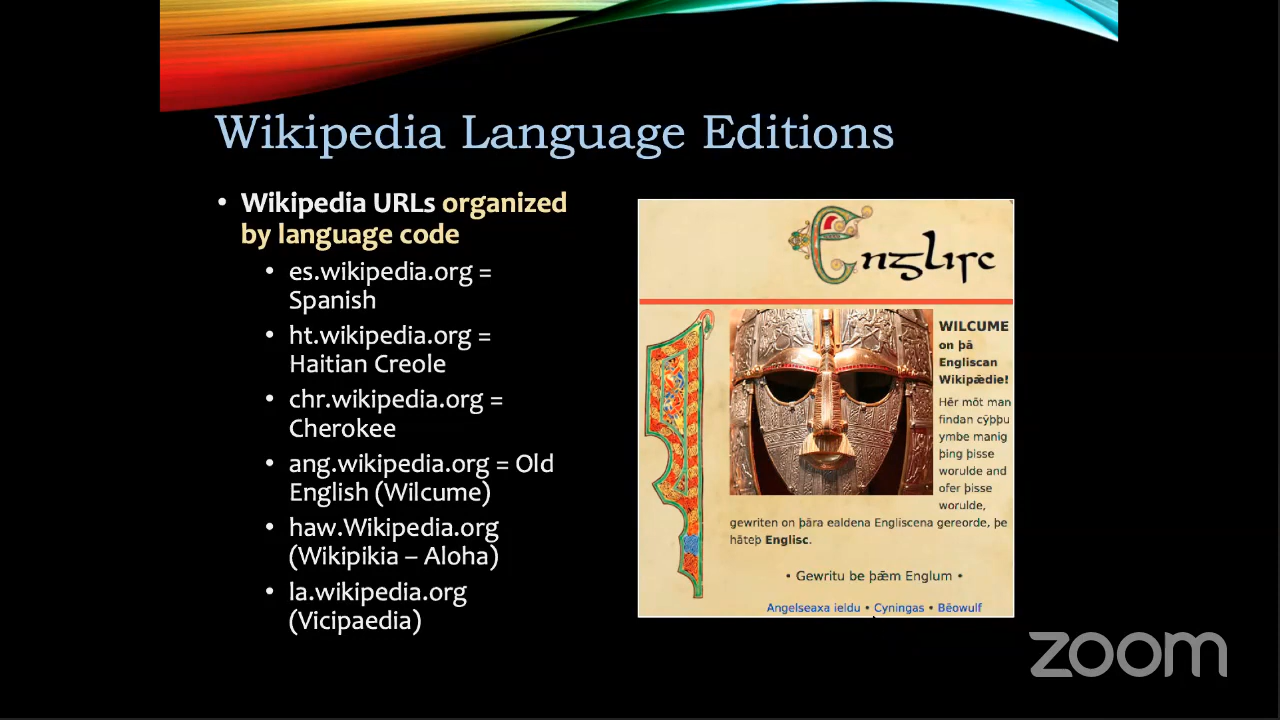 Wikipedia Language Editions
• Wikipedia URLs organized
by language code
• es.wikipedia.org =
Spanish
• ht.wikipedia.org =
Haitian Creole
• chr.wikipedia.org =
Cherokee
• ang.wikipedia.org = Old
English (Wilcume)
• haw.Wikipedia.org
(Wikipikia – Aloha)
• la.wikipedia.org
(Vicipaedia)
Englisc
WILCUME
on þā
Engliscan
Wikipǣdie!
Hēr mōt man
findan cȳþþu
ymbe manig
þing þisse
worulde and
ofer þisse
worulde,
gewriten on þāra ealdena Engliscena gereorde, þe
hāteþ Englisc.
• Gewritu be þǣm Englum •
Angelseaxa ieldu • Cyningas • Bēowulf
zoom